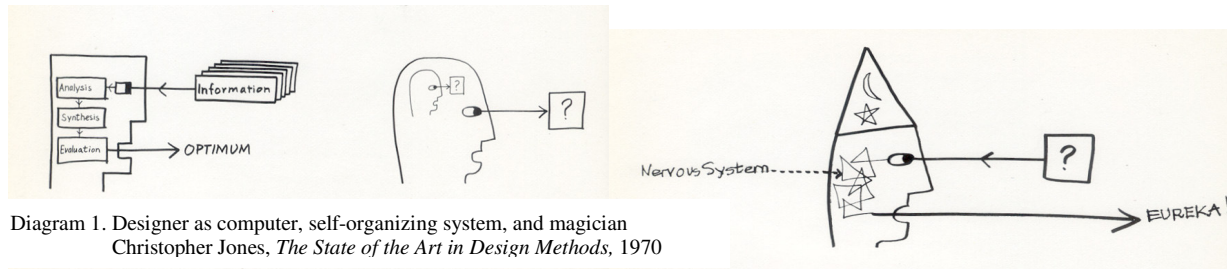 Information
Analysis
Synthesis
Evaluation
OPTIMUM
?
?
Nervous System
?
EUREKA!
Diagram 1. Designer as computer, self-organizing system, and magician
Christopher Jones, The State of the Art in Design Methods, 1970